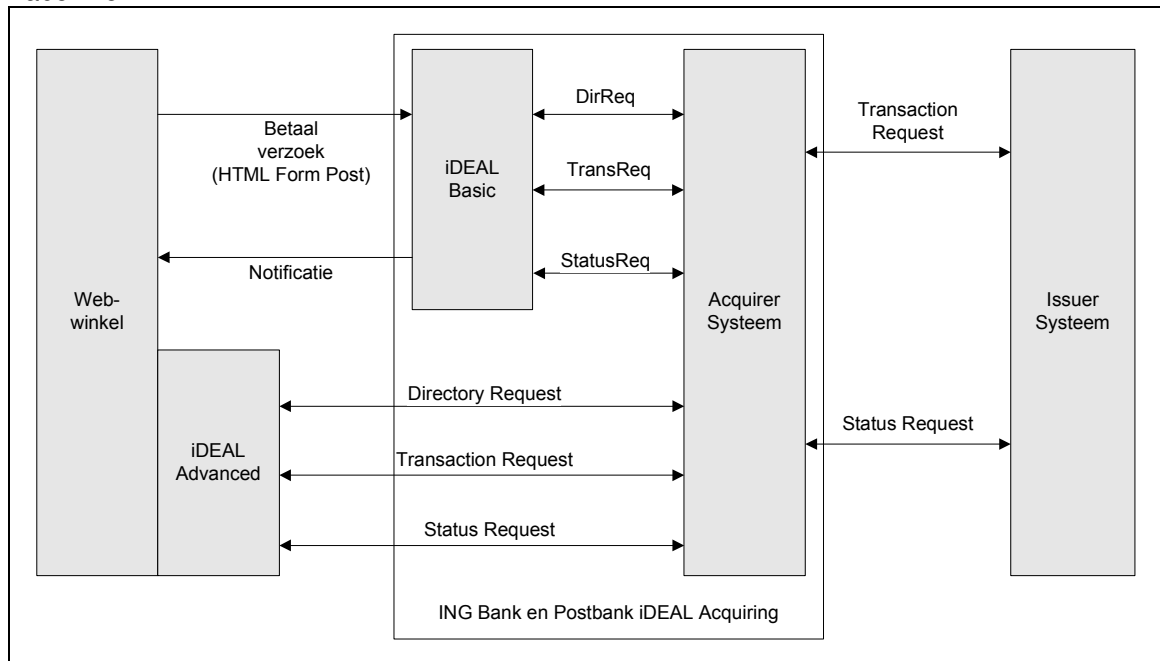 DirReq
Transaction
Request
Betaal
verzoek
(HTML Form Post)
iDEAL
Basic
TransReq
StatusReq
Notificatie
Web-
winkel
Acquirer
Systeem
Issuer
Systeem
Directory Request
Status Request
iDEAL
Advanced
Transaction Request
Status Request
ING Bank en Postbank iDEAL Acquiring